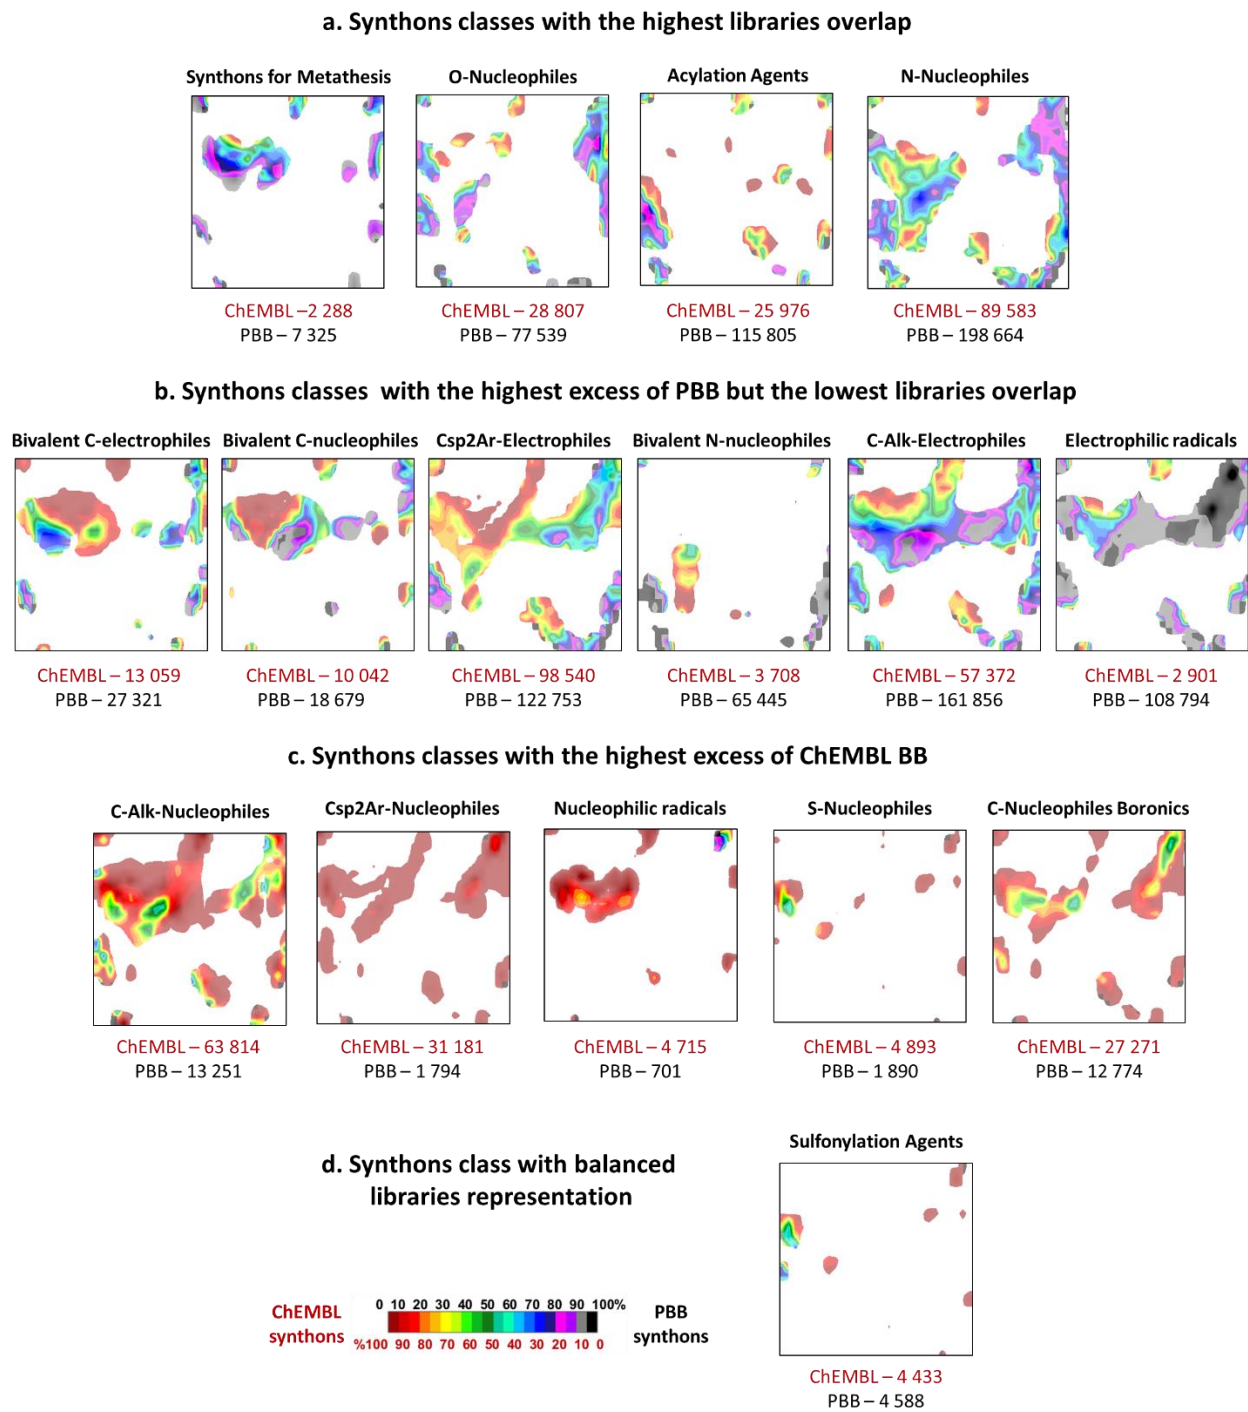 a. Synthons classes with the highest libraries overlap
Synthons for Metathesis
O-Nucleophiles
Acylation Agents
N-Nucleophiles
ChEMBL –2 288
PBB – 7 325
ChEMBL – 28 807
PBB – 77 539
ChEMBL – 25 976
PBB – 115 805
ChEMBL – 89 583
PBB – 198 664
b. Synthons classes  with the highest excess of PBB but the lowest libraries overlap
Bivalent C-electrophiles
Bivalent C-nucleophiles
Csp2Ar-Electrophiles
Bivalent N-nucleophiles
C-Alk-Electrophiles
Electrophilic radicals
ChEMBL – 13 059
PBB – 27 321
ChEMBL – 10 042
PBB – 18 679
ChEMBL – 98 540
PBB – 122 753
ChEMBL – 3 708
PBB – 65 445
ChEMBL – 57 372
PBB – 161 856
ChEMBL – 2 901
PBB – 108 794
c. Synthons classes with the highest excess of ChEMBL BB
C-Alk-Nucleophiles
Csp2Ar-Nucleophiles
Nucleophilic radicals
S-Nucleophiles
C-Nucleophiles Boronics
ChEMBL – 63 814
PBB – 13 251
ChEMBL – 31 181
PBB – 1 794
ChEMBL – 4 715
PBB – 701
ChEMBL – 4 893
PBB – 1 890
ChEMBL – 27 271
PBB – 12 774
d. Synthons class with balanced
libraries representation
Sulfonylation Agents
ChEMBL – 4 433
PBB – 4 588
ChEMBL
synthons
0 10 20 30 40 50 60 70 80 90 100%
%100 90 80 70 60 50 40 30 20 10 0
PBB
synthons